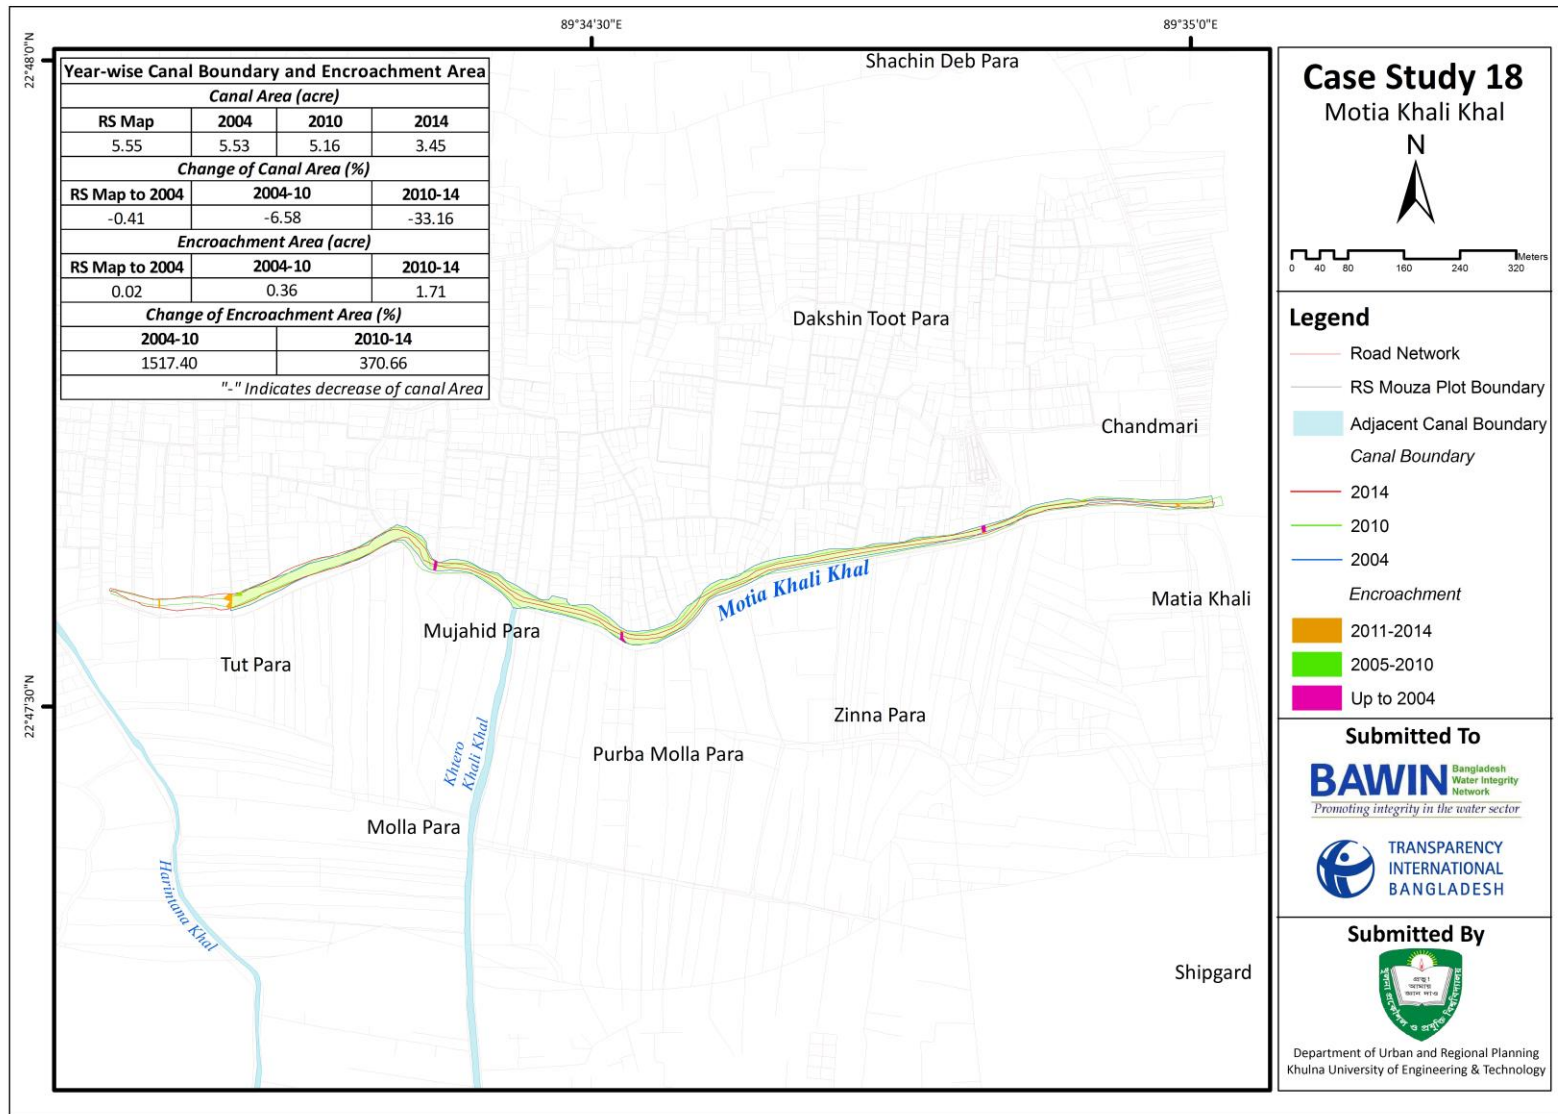 89°34'30"E
89°35'0"E
22°48'0"N
22°47'30"N
Year-wise Canal Boundary and Encroachment Area
Canal Area (acre)
RS Map 2004 2010 2014
5.55 5.53 5.16 3.45
Change of Canal Area (%)
RS Map to 2004 2004-10 2010-14
-0.41 -6.58 -33.16
Encroachment Area (acre)
RS Map to 2004 2004-10 2010-14
0.02 0.36 1.71
Change of Encroachment Area (%)
2004-10 2010-14
1517.40 370.66
"-" Indicates decrease of canal Area
Shachin Deb Para
Dakshin Toot Para
Chandmari
Motia Khali Khal
Matia Khali
Mujahid Para
Tut Para
Zinna Para
Purba Molla Para
Khtero
Khali Khal
Molla Para
Harintana Khal
Shipgard
Case Study 18
Motia Khali Khal
N
Meters
0 40 80 160 240 320
Legend
Road Network
RS Mouza Plot Boundary
Adjacent Canal Boundary
Canal Boundary
2014
2010
2004
Encroachment
2011-2014
2005-2010
Up to 2004
Submitted To
BAWIN Bangladesh
Water Integrity
Network
Promoting integrity in the water sector
TRANSPARENCY
INTERNATIONAL
BANGLADESH
Submitted By
প্রভু!
আমায়
জ্ঞান দাও
খুলনা প্রকৌশল ও প্রযুক্তি বিশ্ববিদ্যালয়
Department of Urban and Regional Planning
Khulna University of Engineering & Technology